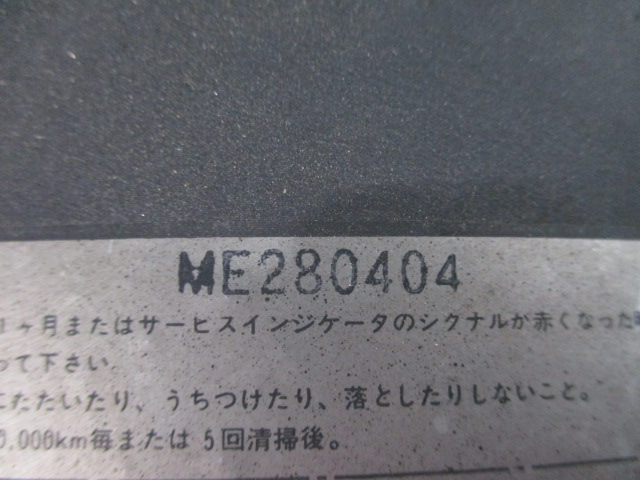 ME280404
1ヶ月またはサービスインジケータのシグナルが赤くなった
って下さい.
にたたいたり、うちつけたり、落としたりしないこと。
0,000km毎または 5回清掃後。